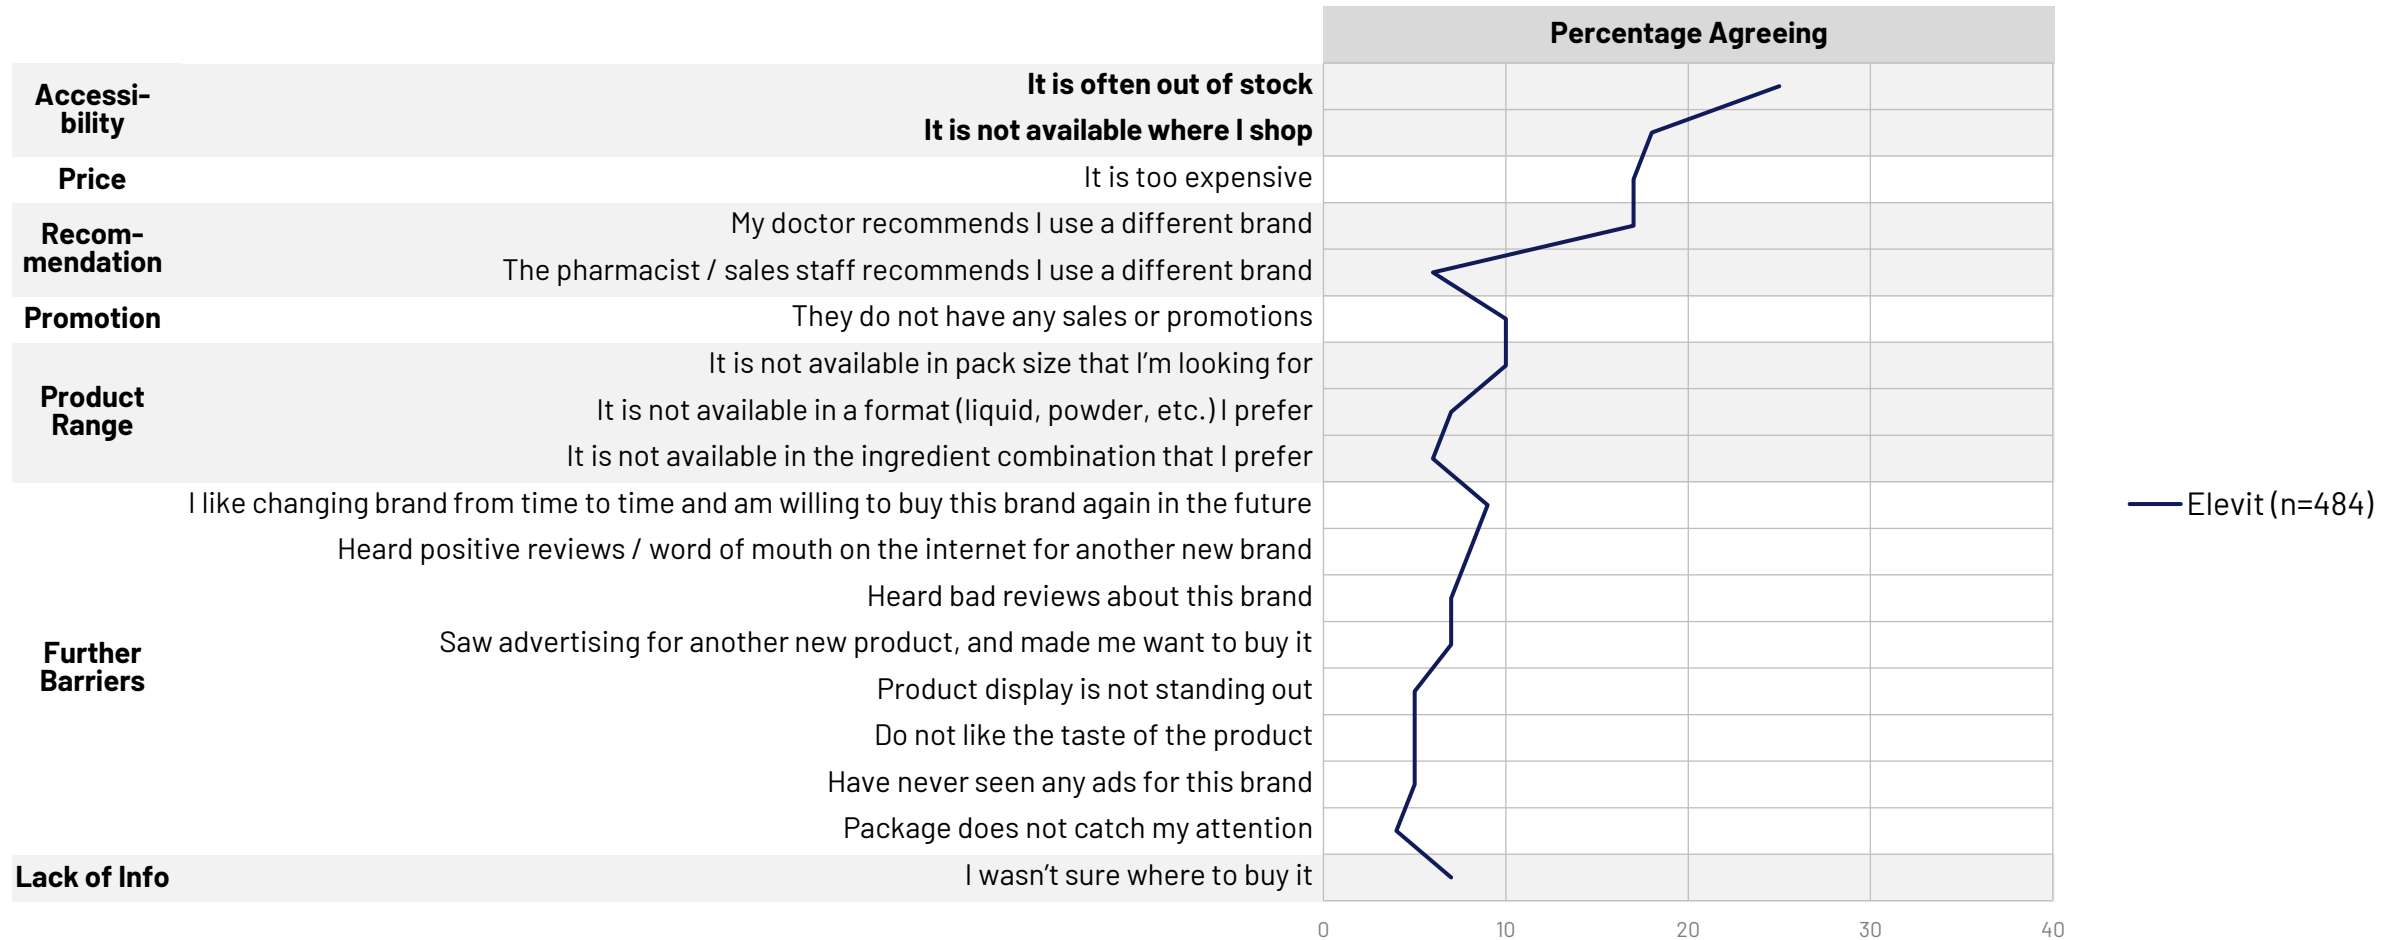 Percentage Agreeing
Accessi-
bility
It is often out of stock
It is not available where I shop
Price
It is too expensive
Recom-
mendation
My doctor recommends I use a different brand
The pharmacist / sales staff recommends I use a different brand
Promotion
They do not have any sales or promotions
Product
Range
It is not available in pack size that I’m looking for
It is not available in a format (liquid, powder, etc.) I prefer
It is not available in the ingredient combination that I prefer
Further
Barriers
I like changing brand from time to time and am willing to buy this brand again in the future
Heard positive reviews / word of mouth on the internet for another new brand
Heard bad reviews about this brand
Saw advertising for another new product, and made me want to buy it
Product display is not standing out
Do not like the taste of the product
Have never seen any ads for this brand
Package does not catch my attention
Lack of Info
I wasn’t sure where to buy it
0 10 20 30 40
Elevit (n=484)